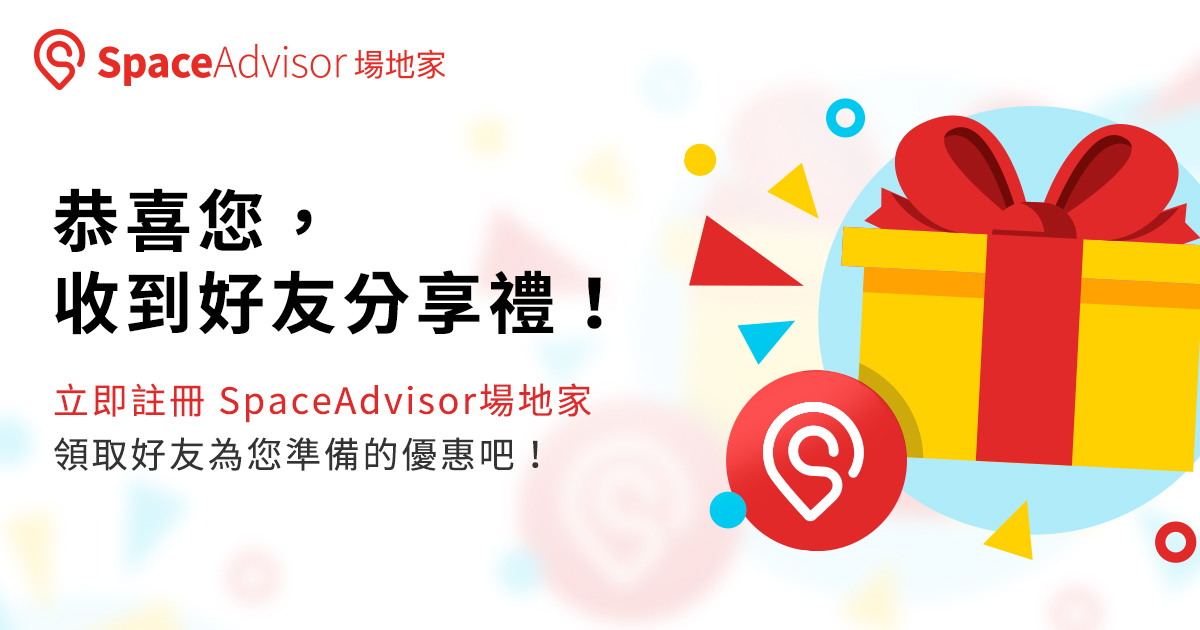 SpaceAdvisor 場地家
恭喜您，
收到好友分享禮！
立即註冊 SpaceAdvisor場地家
領取好友為您準備的優惠吧！